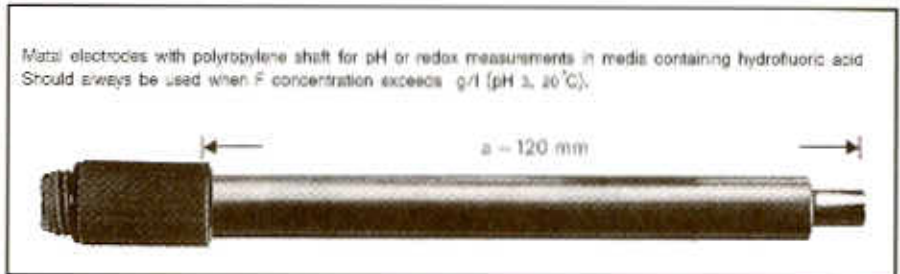 Metal electrodes with polypropylene shaft for pH or redox measurements in media containing hydrofluoric acid
Should always be used when F concentration exceeds g/l (pH 3, 20°C).
a = 120 mm